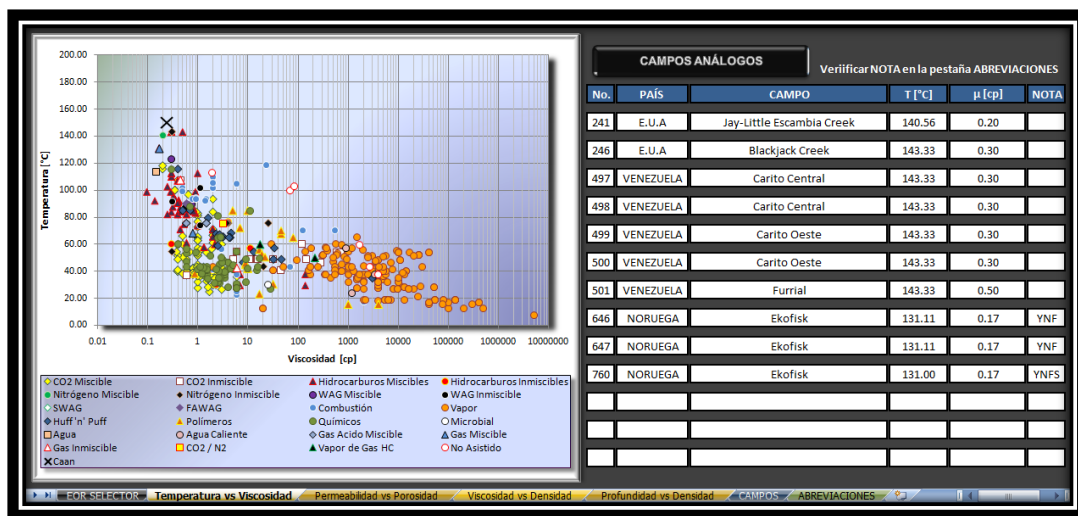 CAMPOS ANÁLOGOS
Veriificar NOTA en la pestaña ABREVIACIONES
200.00
180.00
160.00
140.00
120.00
100.00
80.00
60.00
40.00
20.00
0.00
Temperatura [°C]
0.01 0.1 1 10 100 1000 10000 100000 1000000 10000000
Viscosidad [cp]
CO2 Miscible CO2 Inmiscible Hidrocarburos Miscibles Hidrocarburos Inmiscibles
Nitrógeno Miscible Nitrógeno Inmiscible WAG Miscible WAG Inmiscible
SWAG FAWAG Combustión Vapor
Huff 'n' Puff Polímeros Químicos Microbial
Agua Agua Caliente Gas Acido Miscible Gas Miscible
Gas Inmiscible CO2 / N2 Vapor de Gas HC No Asistido
Caan
No. PAÍS CAMPO T [°C] µ [cp] NOTA
241 E.U.A Jay-Little Escambia Creek 140.56 0.20
246 E.U.A Blackjack Creek 143.33 0.30
497 VENEZUELA Carito Central 143.33 0.30
498 VENEZUELA Carito Central 143.33 0.30
499 VENEZUELA Carito Oeste 143.33 0.30
500 VENEZUELA Carito Oeste 143.33 0.30
501 VENEZUELA Furrial 143.33 0.50
646 NORUEGA Ekofisk 131.11 0.17 YNF
647 NORUEGA Ekofisk 131.11 0.17 YNF
760 NORUEGA Ekofisk 131.00 0.17 YNFS
EOR SELECTOR Temperatura vs Viscosidad Permeabilidad vs Porosidad Viscosidad vs Densidad Profundidad vs Densidad CAMPOS ABREVIACIONES